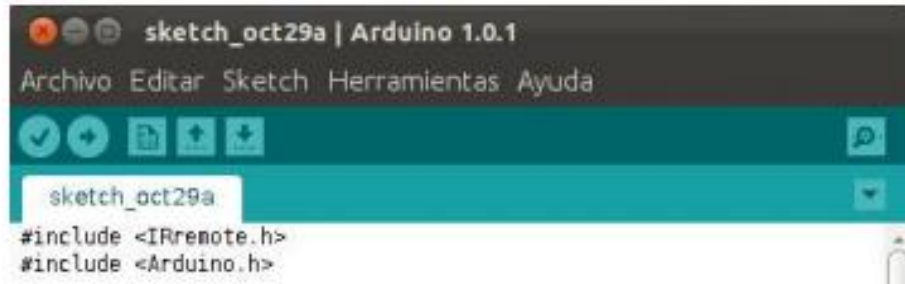 sketch_oct29a | Arduino 1.0.1
Archivo Editar Sketch Herramientas Ayuda
sketch_oct29a
#include <IRremote.h>
#include <Arduino.h>